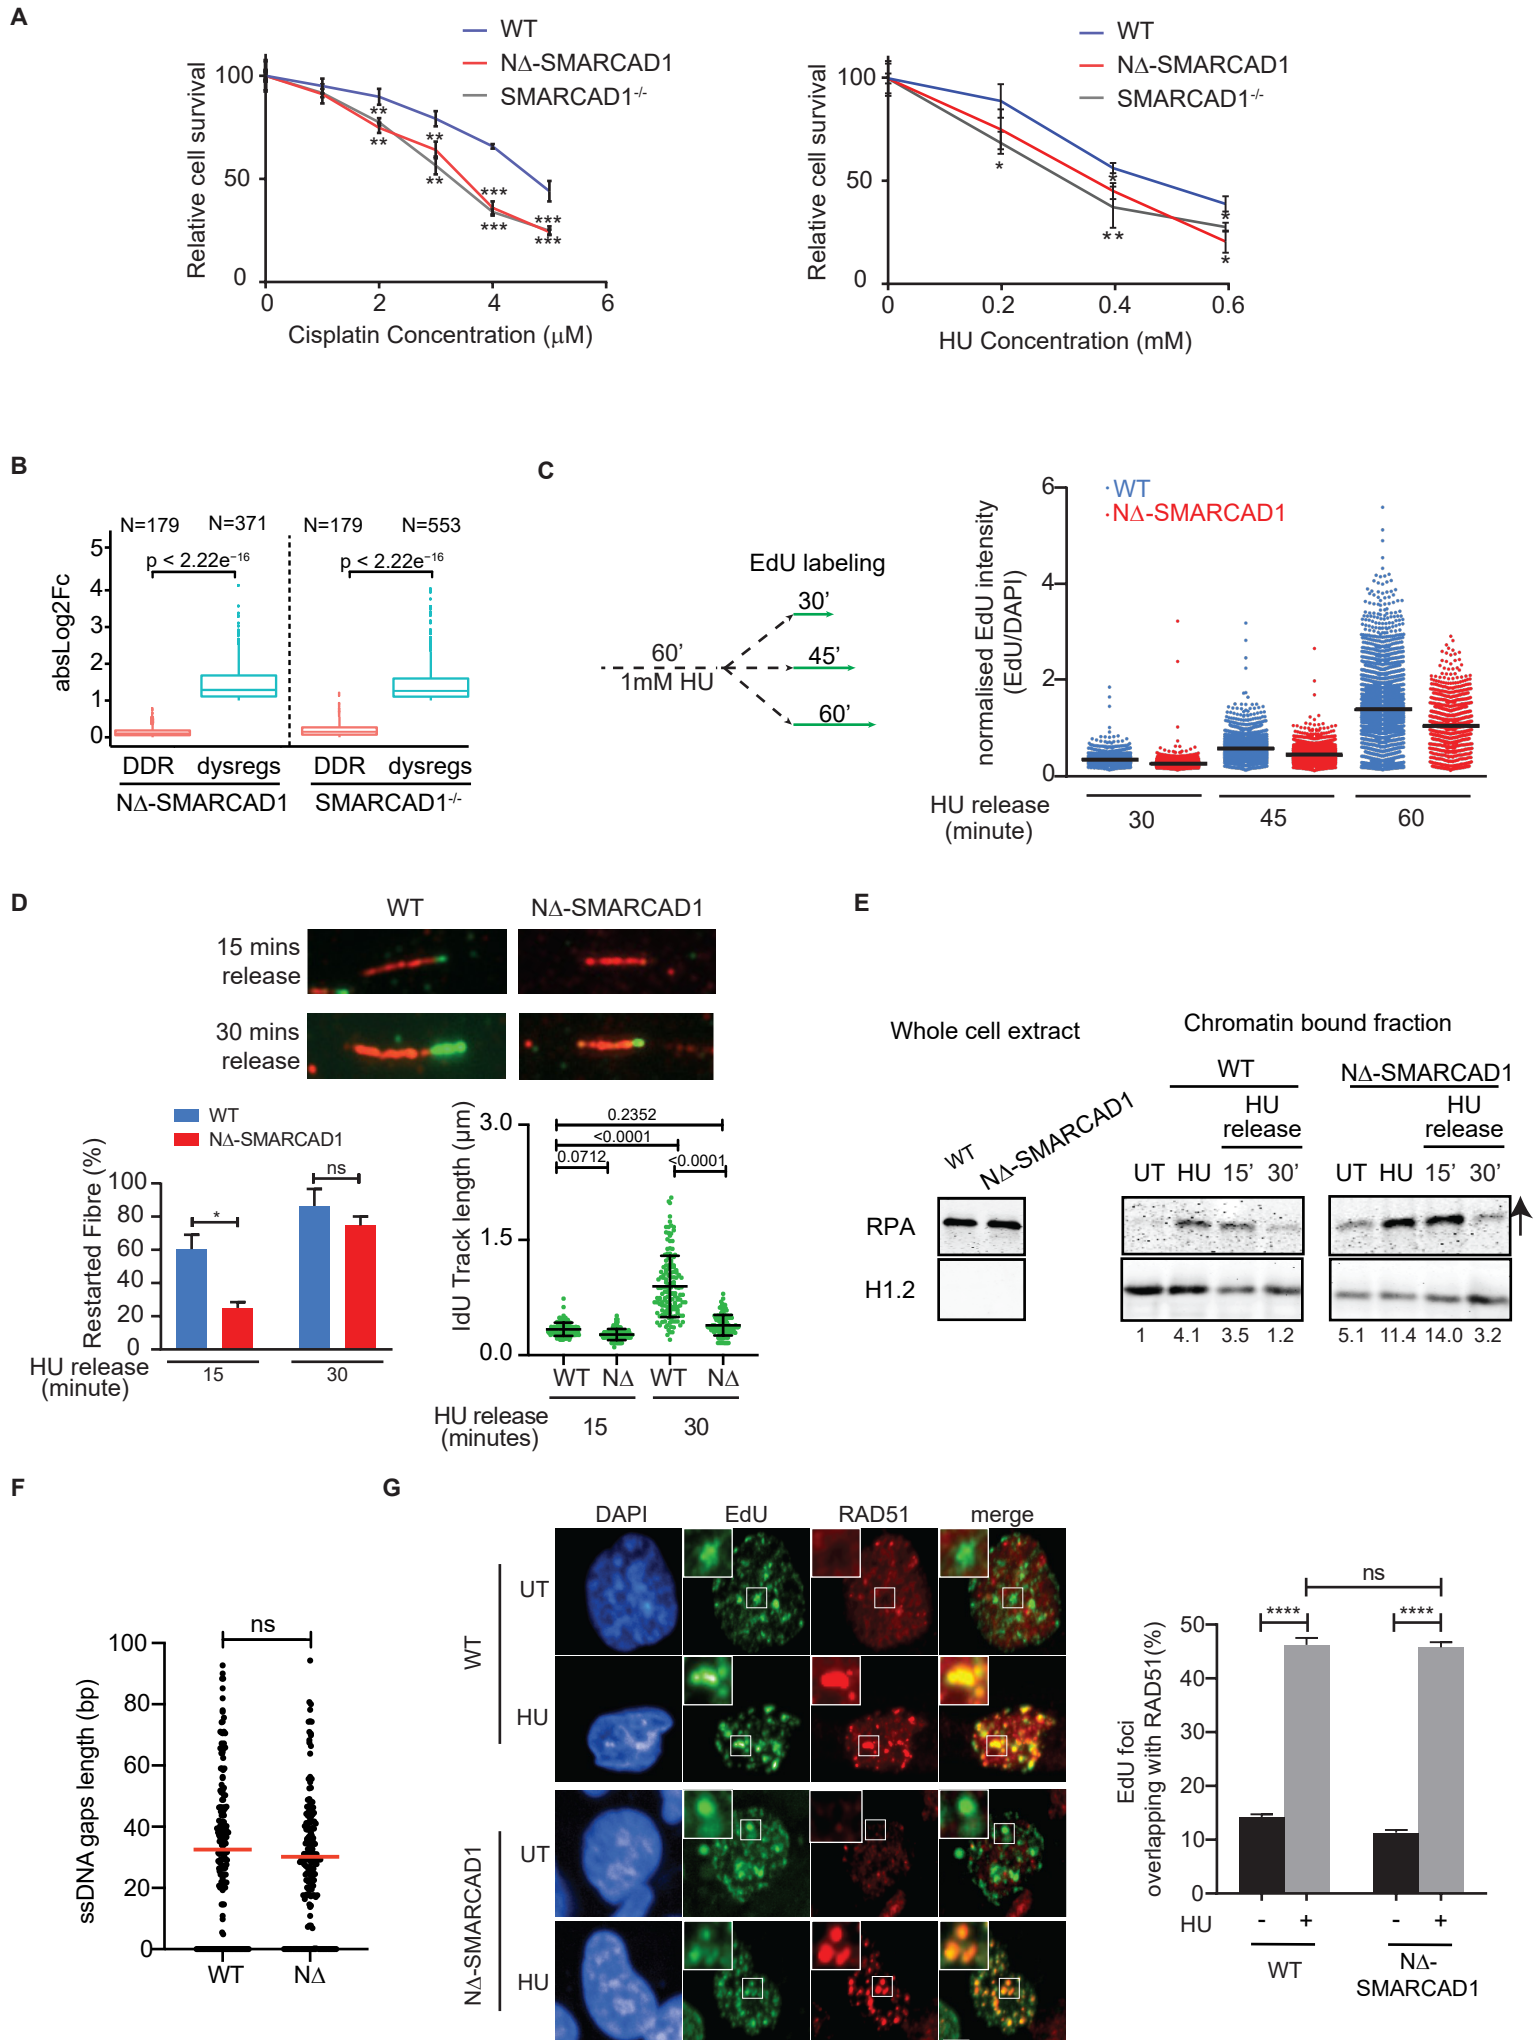 A
WT
NΔ-SMARCAD1
SMARCAD1-/-
Relative cell survival
100
50
0
** ** ** ** *** *** *** ***
0 2 4 6
Cisplatin Concentration (μM)
WT
NΔ-SMARCAD1
SMARCAD1-/-
Relative cell survival
100
50
0
* * ** * *
0 0.2 0.4 0.6
HU Concentration (mM)
B
N=179 N=371 N=179 N=553
p < 2.22e−16 p < 2.22e−16
absLog2Fc
5
4
3
2
1
0
DDR dysregs DDR dysregs
NΔ-SMARCAD1 SMARCAD1-/-
C
EdU labeling
30’
60’ 45’
1mM HU
60’
WT
NΔ-SMARCAD1
normalised EdU intensity
(EdU/DAPI)
6
4
2
0
HU release
(minute)
30 45 60
D
WT NΔ-SMARCAD1
15 mins
release
30 mins
release
WT
NΔ-SMARCAD1
Restarted Fibre (%)
100
80
60
40
20
0
* ns
HU release
(minute)
15 30
IdU Track length (μm)
3.0
1.5
0.0
0.2352
<0.0001
0.0712 <0.0001
WT NΔ WT NΔ
HU release
(minutes)
15 30
E
Whole cell extract
Chromatin bound fraction
WT NΔ-SMARCAD1
WT NΔ-SMARCAD1
HU HU
release release
UT HU 15’ 30’ UT HU 15’ 30’
RPA
H1.2
1 4.1 3.5 1.2 5.1 11.4 14.0 3.2
F
ns
ssDNA gaps length (bp)
100
80
60
40
20
0
WT NΔ
G
DAPI EdU RAD51 merge
WT
UT
HU
NΔ-SMARCAD1
UT
HU
ns
**** ****
EdU foci
overlapping with RAD51(%)
50
40
30
20
10
0
HU - + - +
WT NΔ-
SMARCAD1